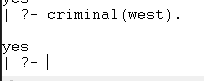 yes
| ?- criminal(west).
yes
| ?-